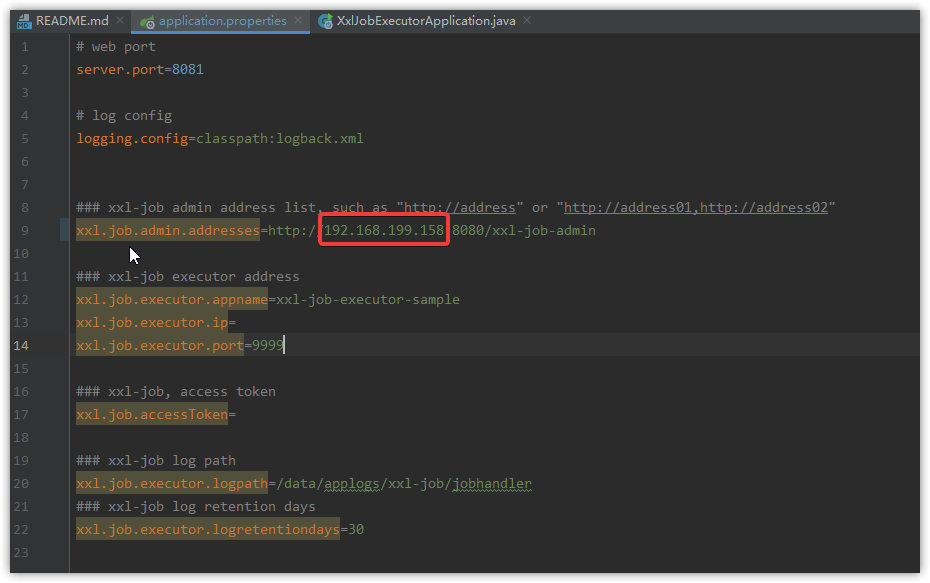 README.md application.properties XxlJobExecutorApplication.java
1 # web port
2 server.port=8081
3
4 # log config
5 logging.config=classpath:logback.xml
6
7
8 ### xxl-job admin address list, such as "http://address" or "http://address01,http://address02"
9 xxl.job.admin.addresses=http://192.168.199.158:8080/xxl-job-admin
10
11 ### xxl-job executor address
12 xxl.job.executor.appname=xxl-job-executor-sample
13 xxl.job.executor.ip=
14 xxl.job.executor.port=9999
15
16 ### xxl-job, access token
17 xxl.job.accessToken=
18
19 ### xxl-job log path
20 xxl.job.executor.logpath=/data/applogs/xxl-job/jobhandler
21 ### xxl-job log retention days
22 xxl.job.executor.logretentiondays=30
23